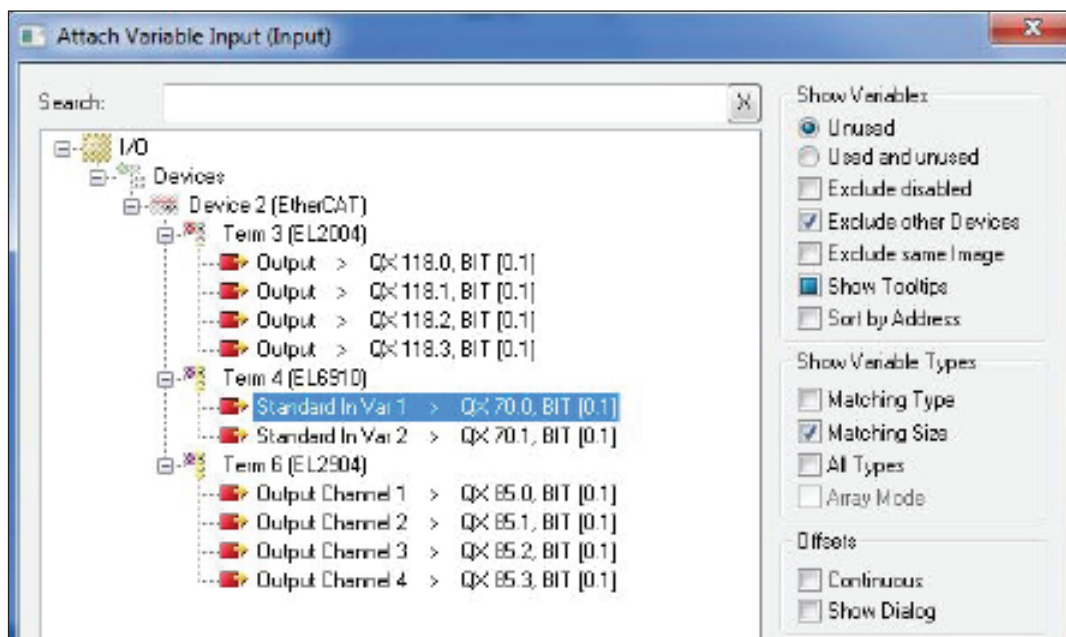 Attach Variable Input (Input)
Search:
I/O
Devices
Device 2 (EtherCAT)
Term 3 (EL2004)
Output > QX 118.0, BIT [0.1]
Output > QX 118.1, BIT [0.1]
Output > QX 118.2, BIT [0.1]
Output > QX 118.3, BIT [0.1]
Term 4 (EL6910)
Standard In Var 1 > QX 70.0, BIT [0.1]
Standard In Var 2 > QX 70.1, BIT [0.1]
Term 6 (EL2904)
Output Channel 1 > QX 85.0, BIT [0.1]
Output Channel 2 > QX 85.1, BIT [0.1]
Output Channel 3 > QX 85.2, BIT [0.1]
Output Channel 4 > QX 85.3, BIT [0.1]
Show Variables
Unused
Used and unused
Exclude disabled
Exclude other Devices
Exclude same Image
Show Tooltips
Sort by Address
Show Variable Types
Matching Type
Matching Size
All Types
Array Mode
Offsets
Continuous
Show Dialog